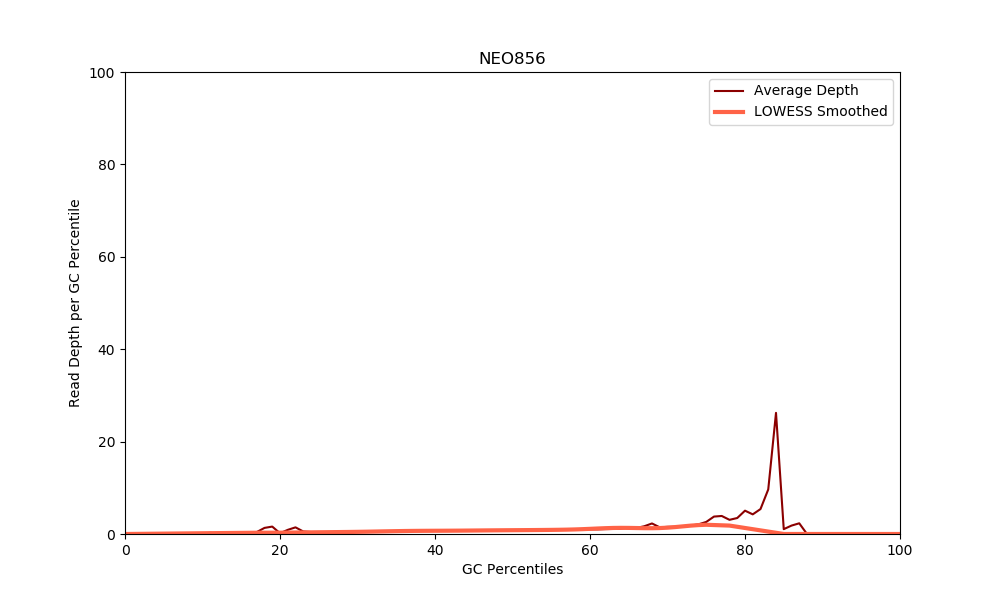 NEO856
Average Depth
LOWESS Smoothed
Read Depth per GC Percentile
100
80
60
40
20
0
0 20 40 60 80 100
GC Percentiles